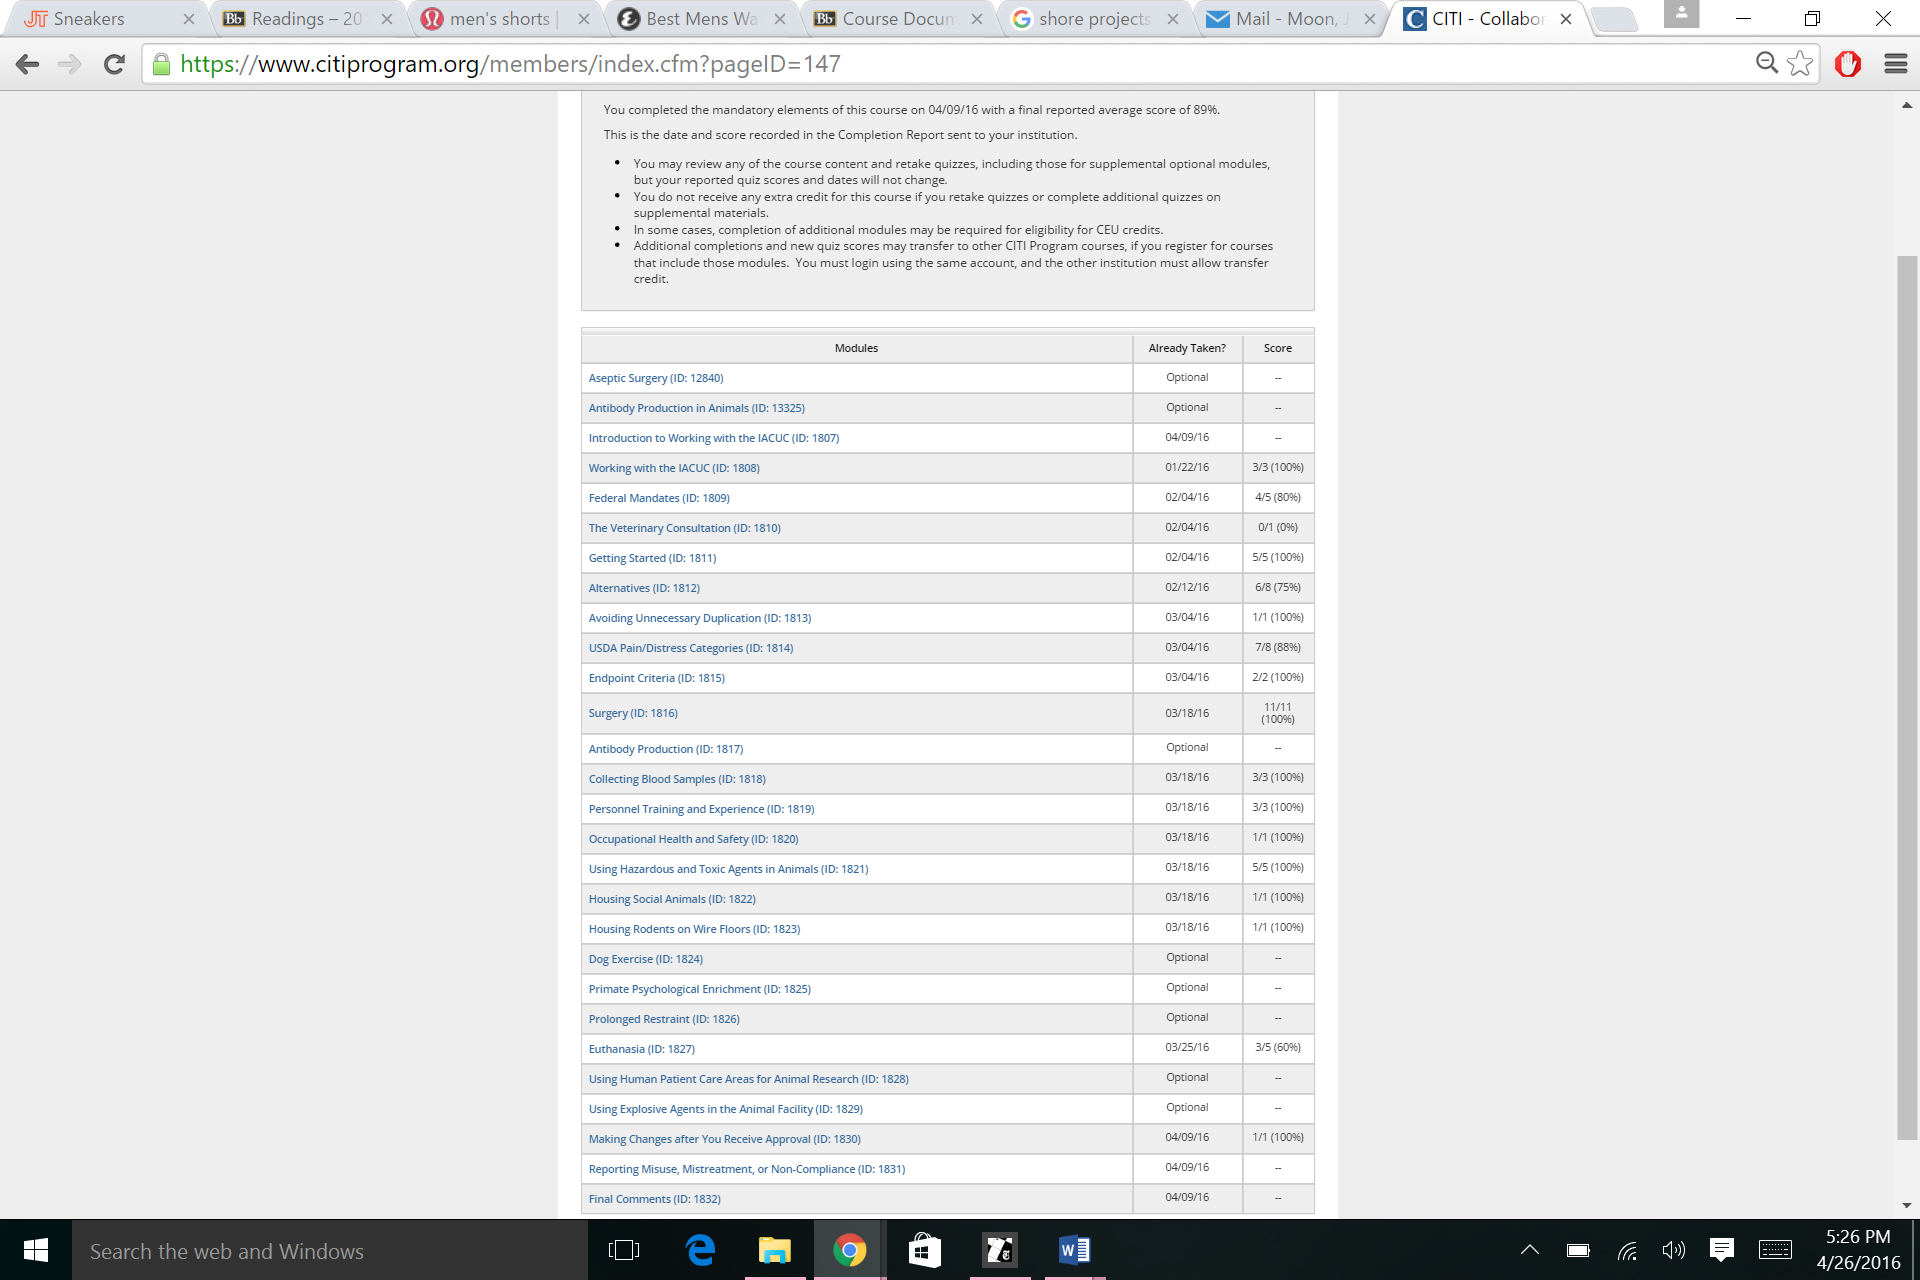 Sneakers
Readings – 20
men's shorts |
Best Mens Wa
Bb Course Docum
shore projects
Mail - Moon, J
CITI - Collabor
https://www.citiprogram.org/members/index.cfm?pageID=147
You completed the mandatory elements of this course on 04/09/16 with a final reported average score of 89%.
This is the date and score recorded in the Completion Report sent to your institution.
• You may review any of the course content and retake quizzes, including those for supplemental optional modules,
but your reported quiz scores and dates will not change.
• You do not receive any extra credit for this course if you retake quizzes or complete additional quizzes on
supplemental materials.
• In some cases, completion of additional modules may be required for eligibility for CEU credits.
• Additional completions and new quiz scores may transfer to other CITI Program courses, if you register for courses
that include those modules. You must login using the same account, and the other institution must allow transfer
credit.
Modules Already Taken? Score
Aseptic Surgery (ID: 12840) Optional --
Antibody Production in Animals (ID: 13325) Optional --
Introduction to Working with the IACUC (ID: 1807) 04/09/16 --
Working with the IACUC (ID: 1808) 01/22/16 3/3 (100%)
Federal Mandates (ID: 1809) 02/04/16 4/5 (80%)
The Veterinary Consultation (ID: 1810) 02/04/16 0/1 (0%)
Getting Started (ID: 1811) 02/04/16 5/5 (100%)
Alternatives (ID: 1812) 02/12/16 6/8 (75%)
Avoiding Unnecessary Duplication (ID: 1813) 03/04/16 1/1 (100%)
USDA Pain/Distress Categories (ID: 1814) 03/04/16 7/8 (88%)
Endpoint Criteria (ID: 1815) 03/04/16 2/2 (100%)
Surgery (ID: 1816) 03/18/16 11/11
(100%)
Antibody Production (ID: 1817) Optional --
Collecting Blood Samples (ID: 1818) 03/18/16 3/3 (100%)
Personnel Training and Experience (ID: 1819) 03/18/16 3/3 (100%)
Occupational Health and Safety (ID: 1820) 03/18/16 1/1 (100%)
Using Hazardous and Toxic Agents in Animals (ID: 1821) 03/18/16 5/5 (100%)
Housing Social Animals (ID: 1822) 03/18/16 1/1 (100%)
Housing Rodents on Wire Floors (ID: 1823) 03/18/16 1/1 (100%)
Dog Exercise (ID: 1824) Optional --
Primate Psychological Enrichment (ID: 1825) Optional --
Prolonged Restraint (ID: 1826) Optional --
Euthanasia (ID: 1827) 03/25/16 3/5 (60%)
Using Human Patient Care Areas for Animal Research (ID: 1828) Optional --
Using Explosive Agents in the Animal Facility (ID: 1829) Optional --
Making Changes after You Receive Approval (ID: 1830) 04/09/16 1/1 (100%)
Reporting Misuse, Mistreatment, or Non-Compliance (ID: 1831) 04/09/16 --
Final Comments (ID: 1832) 04/09/16 --
Search the web and Windows
5:26 PM
4/26/2016